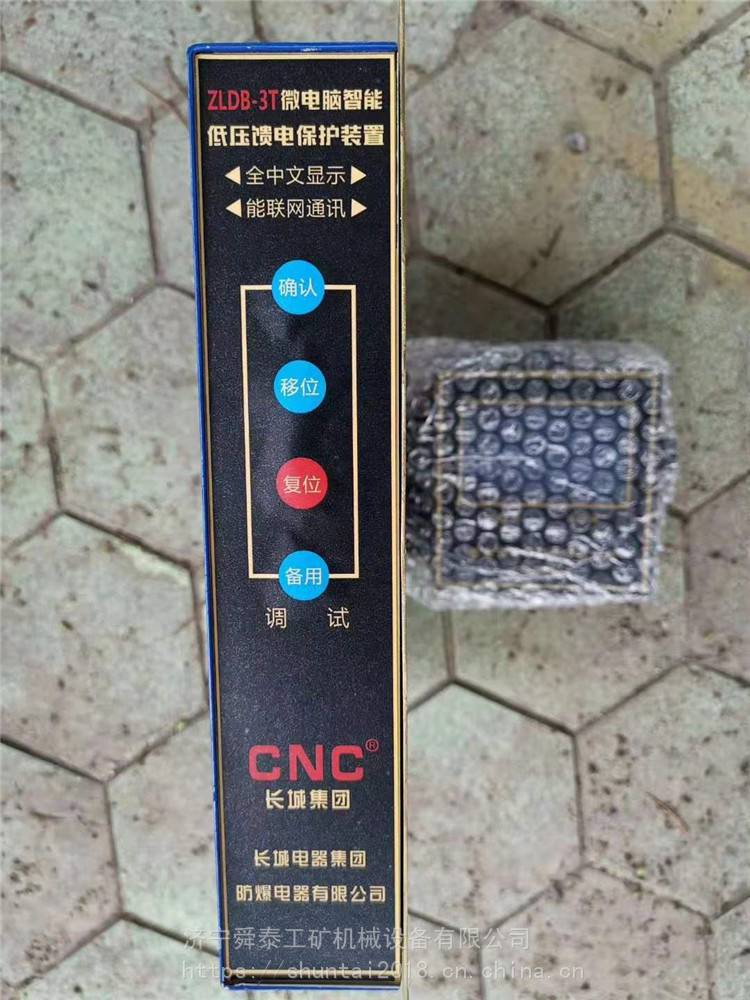 ZLDB-3T微电脑智能
低压馈电保护装置
◀全中文显示▶
◀能联网通讯▶
确认
移位
复位
备用
调 试
CNC®
长城集团
长城电器集团
防爆电器有限公司
济宁舜泰工矿机械设备有限公司
https://shuntai2018.cn.china.cn